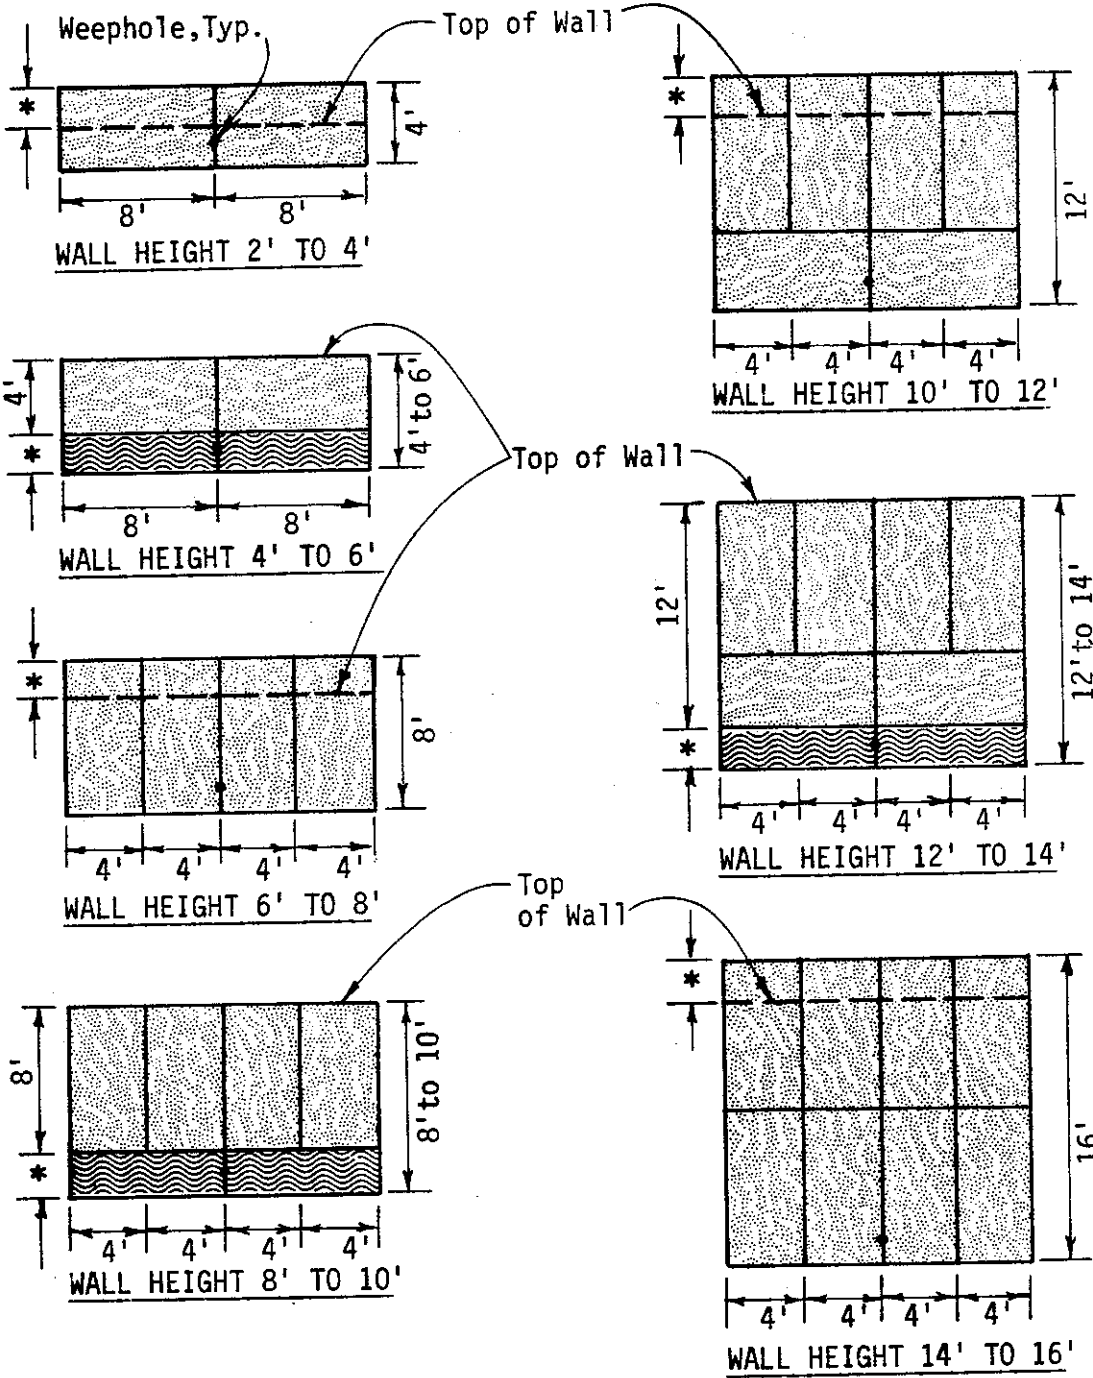 Weephole,Typ.
Top of Wall
*
4'
8' 8'
WALL HEIGHT 2' TO 4'
*
12'
4' 4' 4' 4'
WALL HEIGHT 10' TO 12'
4'
*
4' to 6'
8' 8'
WALL HEIGHT 4' TO 6'
Top of Wall
*
8'
4' 4' 4' 4'
WALL HEIGHT 6' TO 8'
12'
*
12' to 14'
4' 4' 4' 4'
WALL HEIGHT 12' TO 14'
Top
of Wall
8'
*
8' to 10'
4' 4' 4' 4'
WALL HEIGHT 8' TO 10'
*
16'
4' 4' 4' 4'
WALL HEIGHT 14' TO 16'